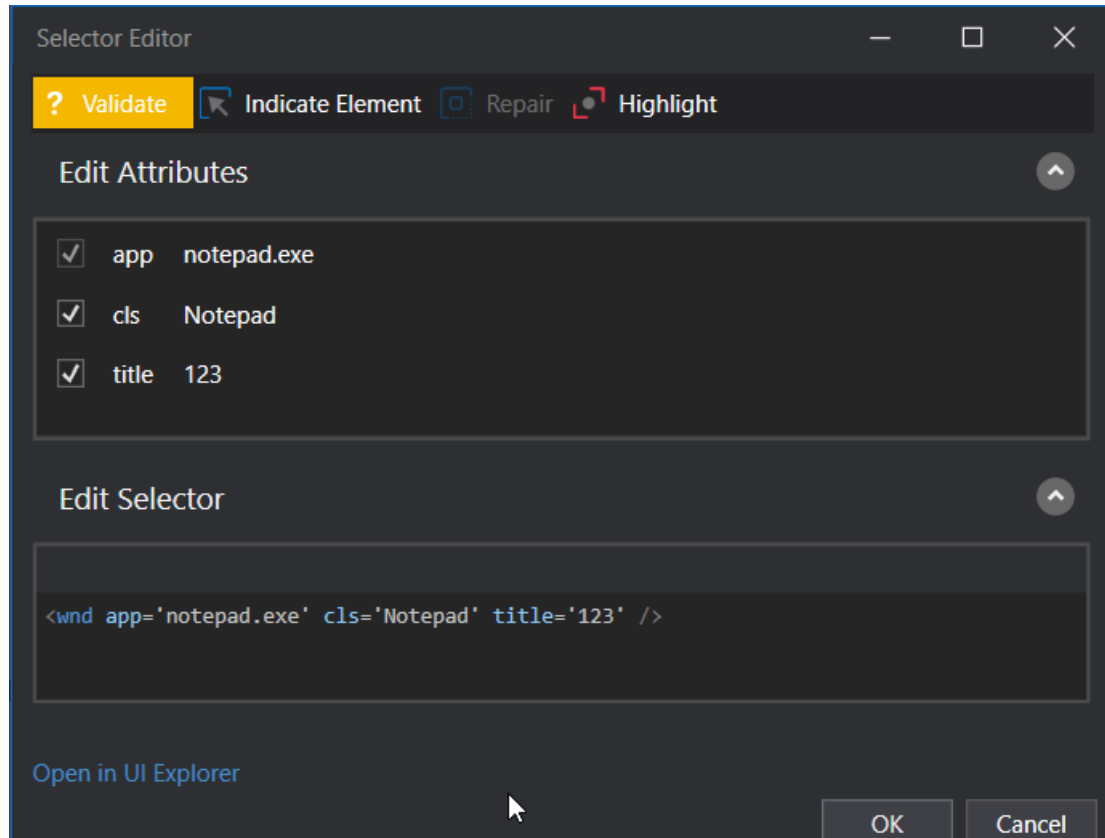 Selector Editor
? Validate Indicate Element Repair Highlight
Edit Attributes
app notepad.exe
cls Notepad
title 123
Edit Selector
<wnd app='notepad.exe' cls='Notepad' title='123' />
Open in UI Explorer
OK Cancel